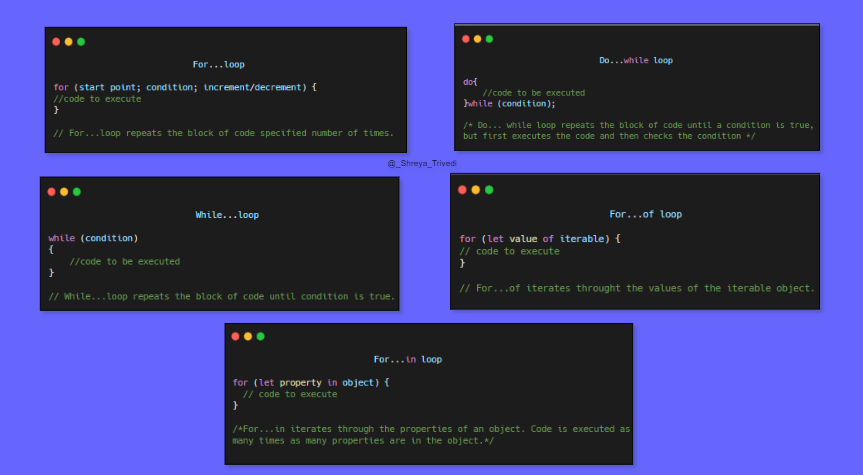 For...loop
for (start point; condition; increment/decrement) {
//code to execute
}
// For...loop repeats the block of code specified number of times.
Do...while loop
do{
//code to be executed
}while (condition);
/* Do... while loop repeats the block of code until a condition is true,
but first executes the code and then checks the condition */
@_Shreya_Trivedi
While...loop
while (condition)
{
//code to be executed
}
// While...loop repeats the block of code until condition is true.
For...of loop
for (let value of iterable) {
// code to execute
}
// For...of iterates throught the values of the iterable object.
For...in loop
for (let property in object) {
// code to execute
}
/*For...in iterates through the properties of an object. Code is executed as
many times as many properties are in the object.*/